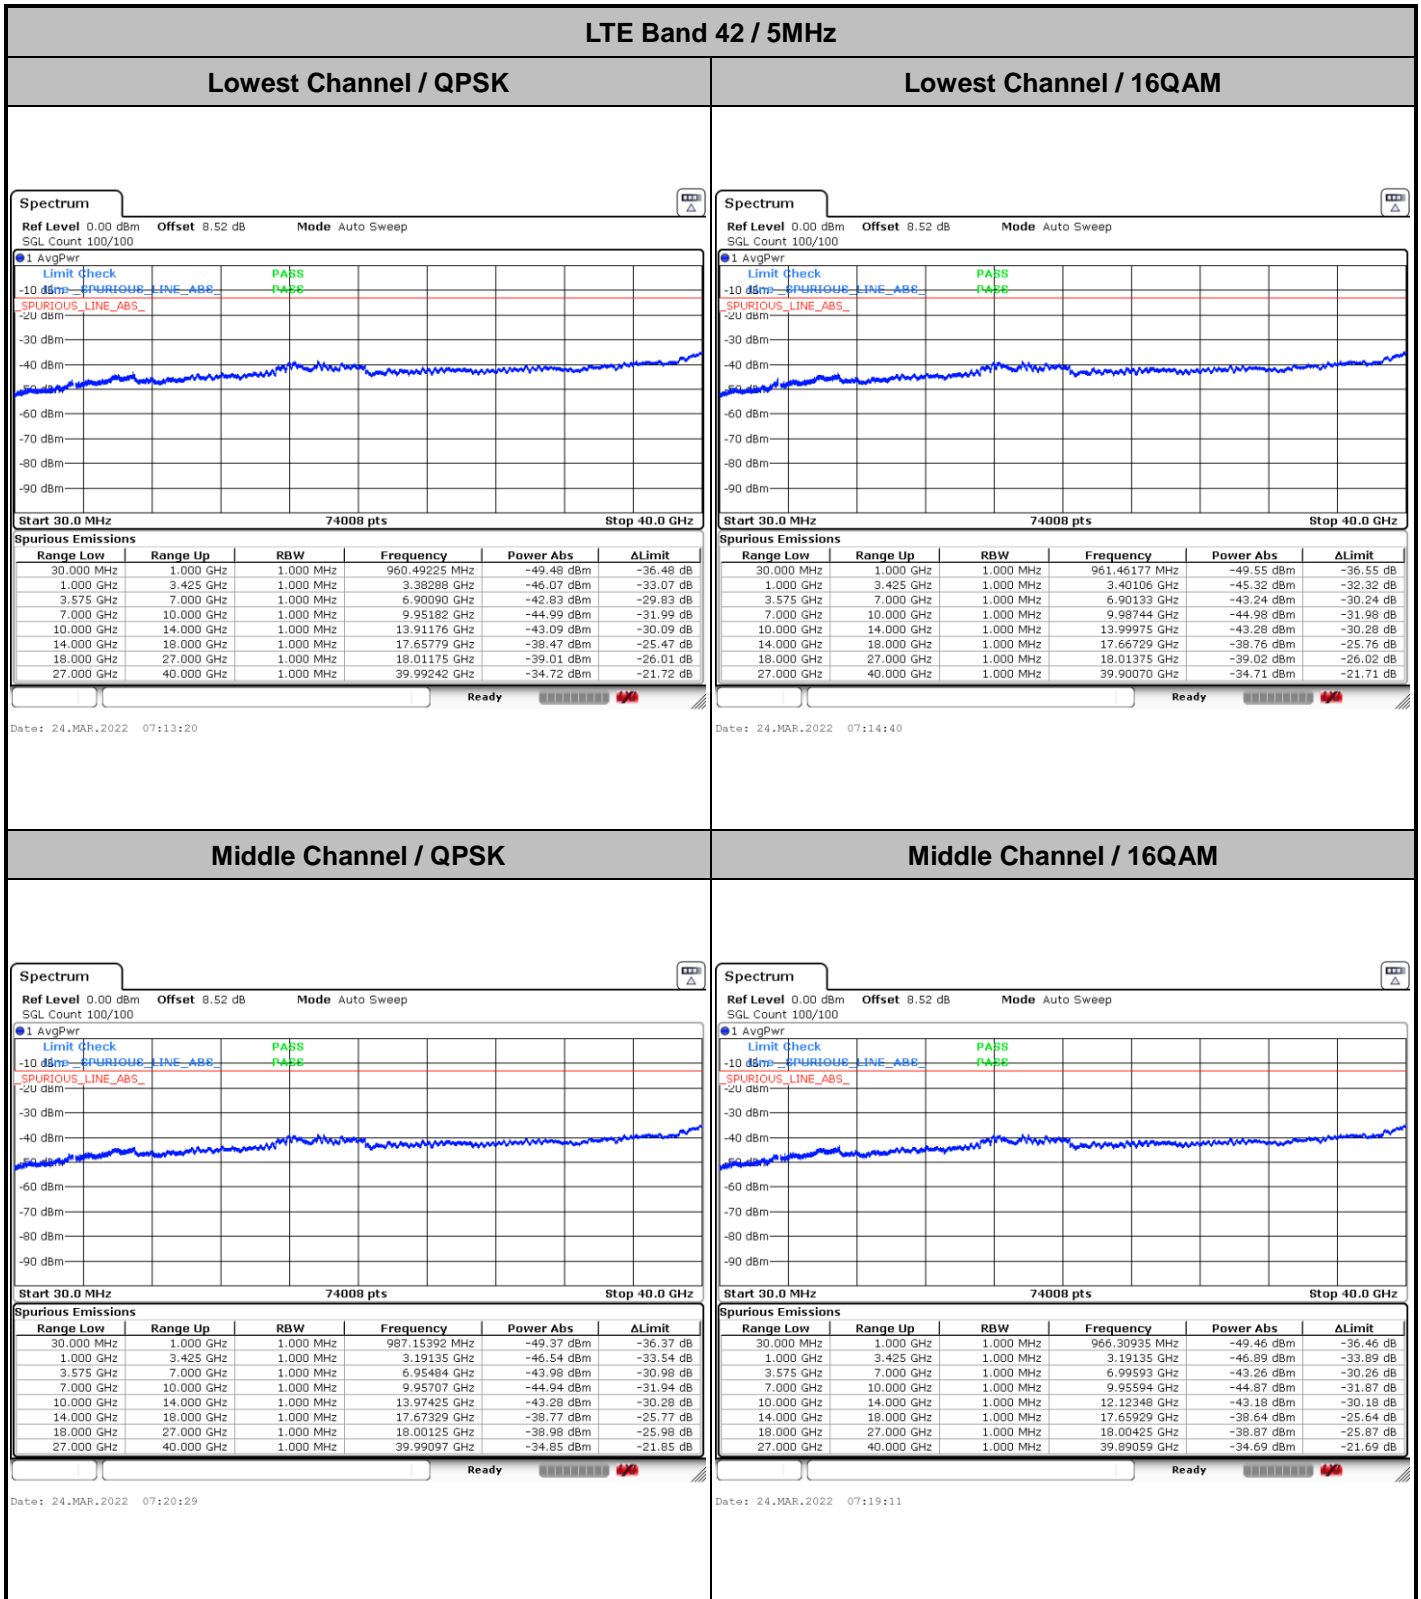 LTE Band 42 / 5MHz
Lowest Channel / QPSK
Lowest Channel / 16QAM
Spectrum
Ref Level 0.00 dBm Offset 8.52 dB Mode Auto Sweep
SGL Count 100/100
1 AvgPwr
Limit Check PASS
-10 dBm Line _SPURIOUS_LINE_ABS_ PASS
_SPURIOUS_LINE_ABS_
-20 dBm
-30 dBm
-40 dBm
-50 dBm
-60 dBm
-70 dBm
-80 dBm
-90 dBm
Start 30.0 MHz 74008 pts Stop 40.0 GHz
Spurious Emissions
Range Low Range Up RBW Frequency Power Abs ΔLimit
30.000 MHz 1.000 GHz 1.000 MHz 960.49225 MHz -49.48 dBm -36.48 dB
1.000 GHz 3.425 GHz 1.000 MHz 3.38288 GHz -46.07 dBm -33.07 dB
3.575 GHz 7.000 GHz 1.000 MHz 6.90090 GHz -42.83 dBm -29.83 dB
7.000 GHz 10.000 GHz 1.000 MHz 9.95182 GHz -44.99 dBm -31.99 dB
10.000 GHz 14.000 GHz 1.000 MHz 13.91176 GHz -43.09 dBm -30.09 dB
14.000 GHz 18.000 GHz 1.000 MHz 17.65779 GHz -38.47 dBm -25.47 dB
18.000 GHz 27.000 GHz 1.000 MHz 18.01175 GHz -39.01 dBm -26.01 dB
27.000 GHz 40.000 GHz 1.000 MHz 39.99242 GHz -34.72 dBm -21.72 dB
Ready
Date: 24.MAR.2022 07:13:20
Spectrum
Ref Level 0.00 dBm Offset 8.52 dB Mode Auto Sweep
SGL Count 100/100
1 AvgPwr
Limit Check PASS
-10 dBm Line _SPURIOUS_LINE_ABS_ PASS
_SPURIOUS_LINE_ABS_
-20 dBm
-30 dBm
-40 dBm
-50 dBm
-60 dBm
-70 dBm
-80 dBm
-90 dBm
Start 30.0 MHz 74008 pts Stop 40.0 GHz
Spurious Emissions
Range Low Range Up RBW Frequency Power Abs ΔLimit
30.000 MHz 1.000 GHz 1.000 MHz 961.46177 MHz -49.55 dBm -36.55 dB
1.000 GHz 3.425 GHz 1.000 MHz 3.40106 GHz -45.32 dBm -32.32 dB
3.575 GHz 7.000 GHz 1.000 MHz 6.90133 GHz -43.24 dBm -30.24 dB
7.000 GHz 10.000 GHz 1.000 MHz 9.98744 GHz -44.98 dBm -31.98 dB
10.000 GHz 14.000 GHz 1.000 MHz 13.99975 GHz -43.28 dBm -30.28 dB
14.000 GHz 18.000 GHz 1.000 MHz 17.66729 GHz -38.76 dBm -25.76 dB
18.000 GHz 27.000 GHz 1.000 MHz 18.01375 GHz -39.02 dBm -26.02 dB
27.000 GHz 40.000 GHz 1.000 MHz 39.90070 GHz -34.71 dBm -21.71 dB
Ready
Date: 24.MAR.2022 07:14:40
Middle Channel / QPSK
Middle Channel / 16QAM
Spectrum
Ref Level 0.00 dBm Offset 8.52 dB Mode Auto Sweep
SGL Count 100/100
1 AvgPwr
Limit Check PASS
-10 dBm Line _SPURIOUS_LINE_ABS_ PASS
_SPURIOUS_LINE_ABS_
-20 dBm
-30 dBm
-40 dBm
-50 dBm
-60 dBm
-70 dBm
-80 dBm
-90 dBm
Start 30.0 MHz 74008 pts Stop 40.0 GHz
Spurious Emissions
Range Low Range Up RBW Frequency Power Abs ΔLimit
30.000 MHz 1.000 GHz 1.000 MHz 987.15392 MHz -49.37 dBm -36.37 dB
1.000 GHz 3.425 GHz 1.000 MHz 3.19135 GHz -46.54 dBm -33.54 dB
3.575 GHz 7.000 GHz 1.000 MHz 6.95484 GHz -43.98 dBm -30.98 dB
7.000 GHz 10.000 GHz 1.000 MHz 9.95707 GHz -44.94 dBm -31.94 dB
10.000 GHz 14.000 GHz 1.000 MHz 13.97425 GHz -43.28 dBm -30.28 dB
14.000 GHz 18.000 GHz 1.000 MHz 17.67329 GHz -38.77 dBm -25.77 dB
18.000 GHz 27.000 GHz 1.000 MHz 18.00125 GHz -38.98 dBm -25.98 dB
27.000 GHz 40.000 GHz 1.000 MHz 39.99097 GHz -34.85 dBm -21.85 dB
Ready
Date: 24.MAR.2022 07:20:29
Spectrum
Ref Level 0.00 dBm Offset 8.52 dB Mode Auto Sweep
SGL Count 100/100
1 AvgPwr
Limit Check PASS
-10 dBm Line _SPURIOUS_LINE_ABS_ PASS
_SPURIOUS_LINE_ABS_
-20 dBm
-30 dBm
-40 dBm
-50 dBm
-60 dBm
-70 dBm
-80 dBm
-90 dBm
Start 30.0 MHz 74008 pts Stop 40.0 GHz
Spurious Emissions
Range Low Range Up RBW Frequency Power Abs ΔLimit
30.000 MHz 1.000 GHz 1.000 MHz 966.30935 MHz -49.46 dBm -36.46 dB
1.000 GHz 3.425 GHz 1.000 MHz 3.19135 GHz -46.89 dBm -33.89 dB
3.575 GHz 7.000 GHz 1.000 MHz 6.99593 GHz -43.26 dBm -30.26 dB
7.000 GHz 10.000 GHz 1.000 MHz 9.95594 GHz -44.87 dBm -31.87 dB
10.000 GHz 14.000 GHz 1.000 MHz 12.12348 GHz -43.18 dBm -30.18 dB
14.000 GHz 18.000 GHz 1.000 MHz 17.65929 GHz -38.64 dBm -25.64 dB
18.000 GHz 27.000 GHz 1.000 MHz 18.00425 GHz -38.87 dBm -25.87 dB
27.000 GHz 40.000 GHz 1.000 MHz 39.89059 GHz -34.69 dBm -21.69 dB
Ready
Date: 24.MAR.2022 07:19:11